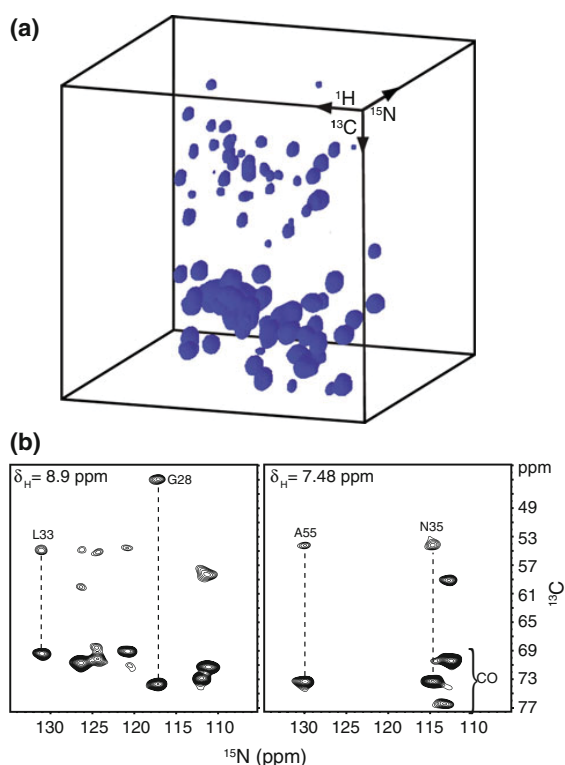 (a)
¹H
¹⁵N
¹³C
(b)
δH= 8.9 ppm
G28
L33
δH= 7.48 ppm
A55
N35
CO
ppm
49
53
57
61
65
69
73
77
¹³C
130 125 120 115 110
130 125 120 115 110
¹⁵N (ppm)